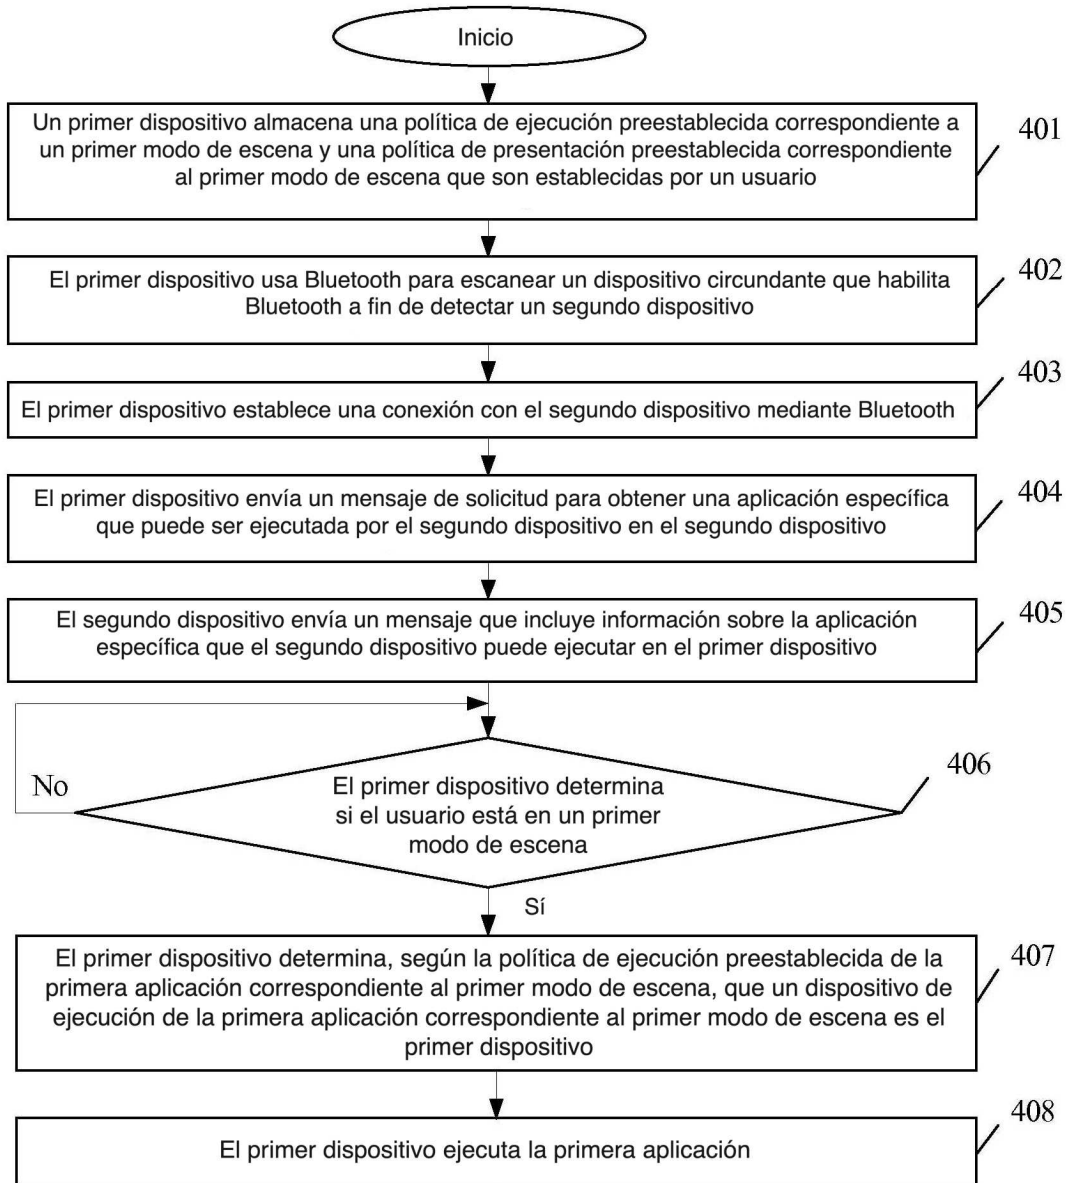 Inicio
Un primer dispositivo almacena una política de ejecución preestablecida correspondiente a
un primer modo de escena y una política de presentación preestablecida correspondiente
al primer modo de escena que son establecidas por un usuario
401
El primer dispositivo usa Bluetooth para escanear un dispositivo circundante que habilita
Bluetooth a fin de detectar un segundo dispositivo
402
El primer dispositivo establece una conexión con el segundo dispositivo mediante Bluetooth
403
El primer dispositivo envía un mensaje de solicitud para obtener una aplicación específica
que puede ser ejecutada por el segundo dispositivo en el segundo dispositivo
404
El segundo dispositivo envía un mensaje que incluye información sobre la aplicación
específica que el segundo dispositivo puede ejecutar en el primer dispositivo
405
No
El primer dispositivo determina
si el usuario está en un primer
modo de escena
406
Sí
El primer dispositivo determina, según la política de ejecución preestablecida de la
primera aplicación correspondiente al primer modo de escena, que un dispositivo de
ejecución de la primera aplicación correspondiente al primer modo de escena es el
primer dispositivo
407
El primer dispositivo ejecuta la primera aplicación
408